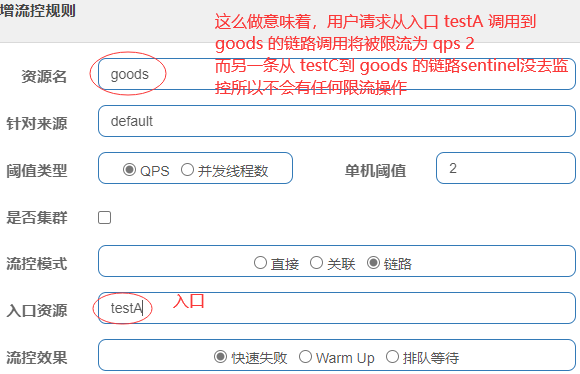 增流控规则
这么做意味着，用户请求从入口 testA 调用到
goods 的链路调用将被限流为 qps 2
而另一条从 testC到 goods 的链路sentinel没去监
控所以不会有任何限流操作
资源名 goods
针对来源 default
阈值类型 QPS 并发线程数 单机阈值 2
是否集群
流控模式 直接 关联 链路
入口资源 testA 入口
流控效果 快速失败 Warm Up 排队等待